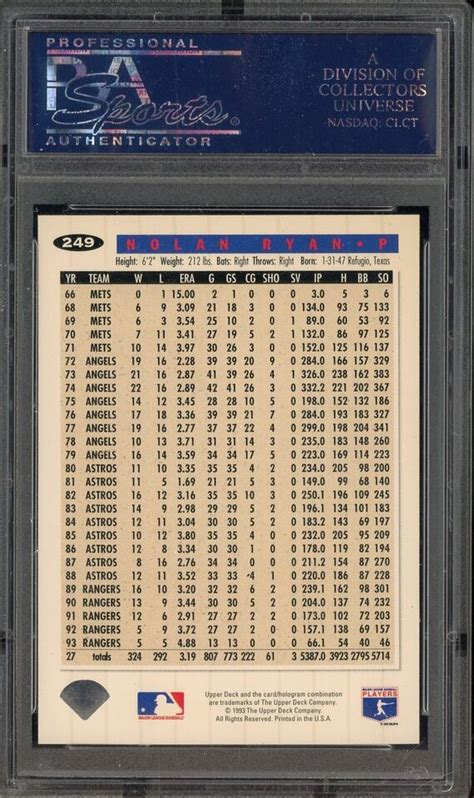 PROFESSIONAL
PSA
Sports
AUTHENTICATOR
A
DIVISION OF
COLLECTORS
UNIVERSE
NASDAQ: CLCT
249 NOLAN RYAN • P
Height: 6'2" Weight: 212 lbs. Bats: Right Throws: Right Born: 1-31-47 Refugio, Texas
YR TEAM W L ERA G GS CG SHO SV IP H BB SO
66 METS 0 1 15.00 2 1 0 0 0 3.0 5 3 6
68 METS 6 9 3.09 21 18 3 0 0 134.0 93 75 133
69 METS 6 3 3.54 25 10 2 0 1 89.0 60 53 92
70 METS 7 11 3.41 27 19 5 2 1 132.0 86 97 125
71 METS 10 14 3.97 30 26 3 0 0 152.0 125 116 137
72 ANGELS 19 16 2.28 39 39 20 9 0 284.0 166 157 329
73 ANGELS 21 16 2.87 41 39 26 4 1 326.0 238 162 383
74 ANGELS 22 16 2.89 42 41 26 3 0 332.2 221 202 367
75 ANGELS 14 12 3.45 28 28 10 5 0 198.0 152 132 186
76 ANGELS 17 18 3.36 39 39 21 7 0 284.1 193 183 327
77 ANGELS 19 16 2.77 37 37 22 4 0 299.0 198 204 341
78 ANGELS 10 13 3.71 31 31 14 3 0 235.0 183 148 260
79 ANGELS 16 14 3.59 34 34 17 5 0 223.0 169 114 223
80 ASTROS 11 10 3.35 35 35 4 2 0 234.0 205 98 200
81 ASTROS 11 5 1.69 21 21 5 3 0 149.0 99 68 140
82 ASTROS 16 12 3.16 35 35 10 3 0 250.1 196 109 245
83 ASTROS 14 9 2.98 29 29 5 2 0 196.1 134 101 183
84 ASTROS 12 11 3.04 30 30 5 2 0 183.2 143 69 197
85 ASTROS 10 12 3.80 35 35 4 0 0 232.0 205 95 209
86 ASTROS 12 8 3.34 30 30 1 0 0 178.0 119 82 194
87 ASTROS 8 16 2.76 34 34 0 0 0 211.2 154 87 270
88 ASTROS 12 11 3.52 33 33 4 1 0 220.0 186 87 228
89 RANGERS 16 10 3.20 32 32 6 2 0 239.1 162 98 301
90 RANGERS 13 9 3.44 30 30 5 2 0 204.0 137 74 232
91 RANGERS 12 6 2.91 27 27 2 2 0 173.0 102 72 203
92 RANGERS 5 9 3.72 27 27 2 0 0 157.1 138 69 157
93 RANGERS 5 5 4.88 13 13 0 0 0 66.1 54 40 46
27 totals 324 292 3.19 807 773 222 61 3 5387.0 3923 2795 5714
Upper Deck and the card/hologram combination
are trademarks of The Upper Deck Company.
© 1993 The Upper Deck Company.
All Rights Reserved. Printed in the U.S.A.
MAJOR LEAGUE BASEBALL
MAJOR LEAGUE BASEBALL
PLAYERS